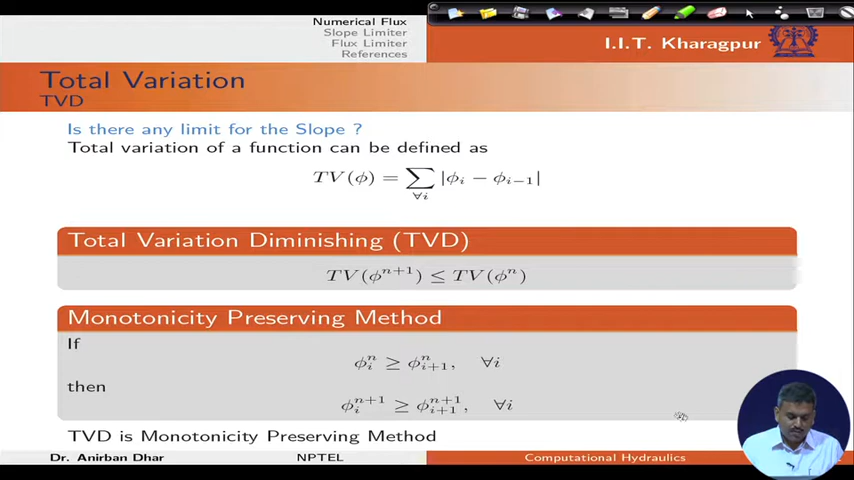 Numerical Flux
Slope Limiter
Flux Limiter
References
I.I.T. Kharagpur
Total Variation
TVD
Is there any limit for the Slope ?
Total variation of a function can be defined as
TV(ϕ) = ∑_{∀i} |ϕ_i − ϕ_{i−1}|
Total Variation Diminishing (TVD)
TV(ϕ^{n+1}) ≤ TV(ϕ^n)
Monotonicity Preserving Method
If
ϕ_i^n ≥ ϕ_{i+1}^n, ∀i
then
ϕ_i^{n+1} ≥ ϕ_{i+1}^{n+1}, ∀i
TVD is Monotonicity Preserving Method
Dr. Anirban Dhar NPTEL Computational Hydraulics